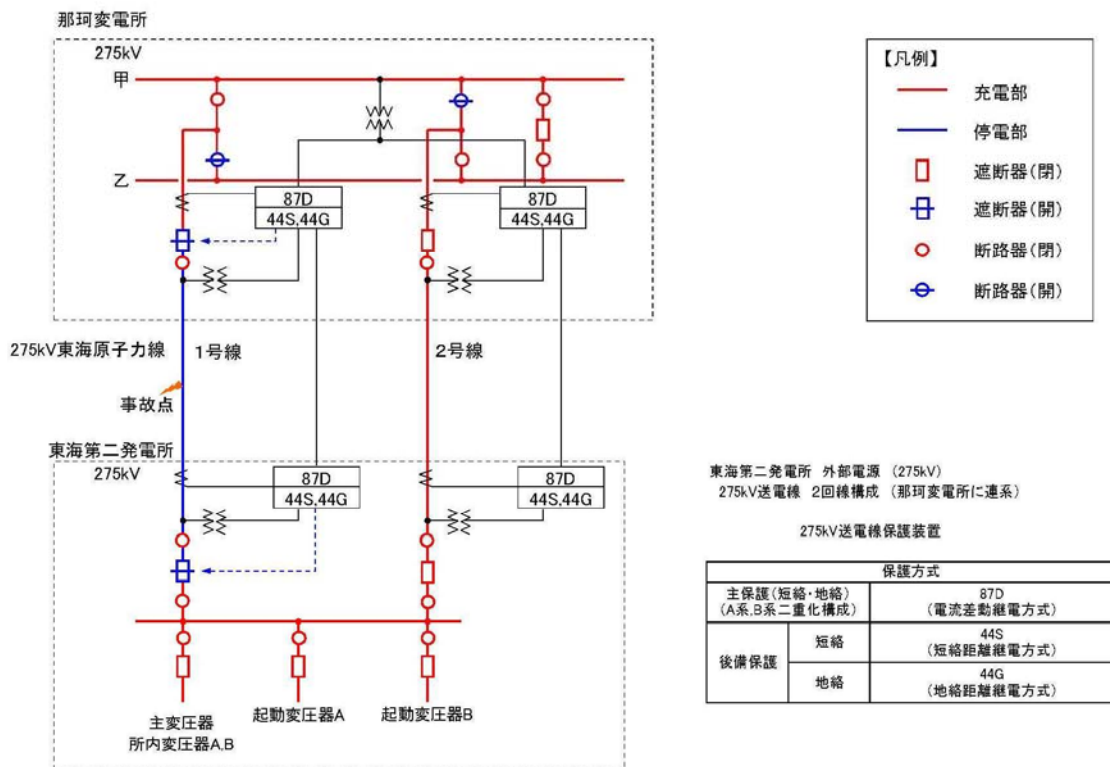 那珂変電所
275kV
甲
乙
87D
44S,44G
87D
44S,44G
275kV東海原子力線
1号線
2号線
事故点
東海第二発電所
275kV
87D
44S,44G
87D
44S,44G
主変圧器
所内変圧器A,B
起動変圧器A
起動変圧器B
【凡例】
充電部
停電部
遮断器(閉)
遮断器(開)
断路器(閉)
断路器(開)
東海第二発電所 外部電源 (275kV)
275kV送電線 2回線構成 (那珂変電所に連系)
275kV送電線保護装置
保護方式
主保護(短絡・地絡)
(A系,B系二重化構成)
87D
(電流差動継電方式)
後備保護
短絡
44S
(短絡距離継電方式)
地絡
44G
(地絡距離継電方式)